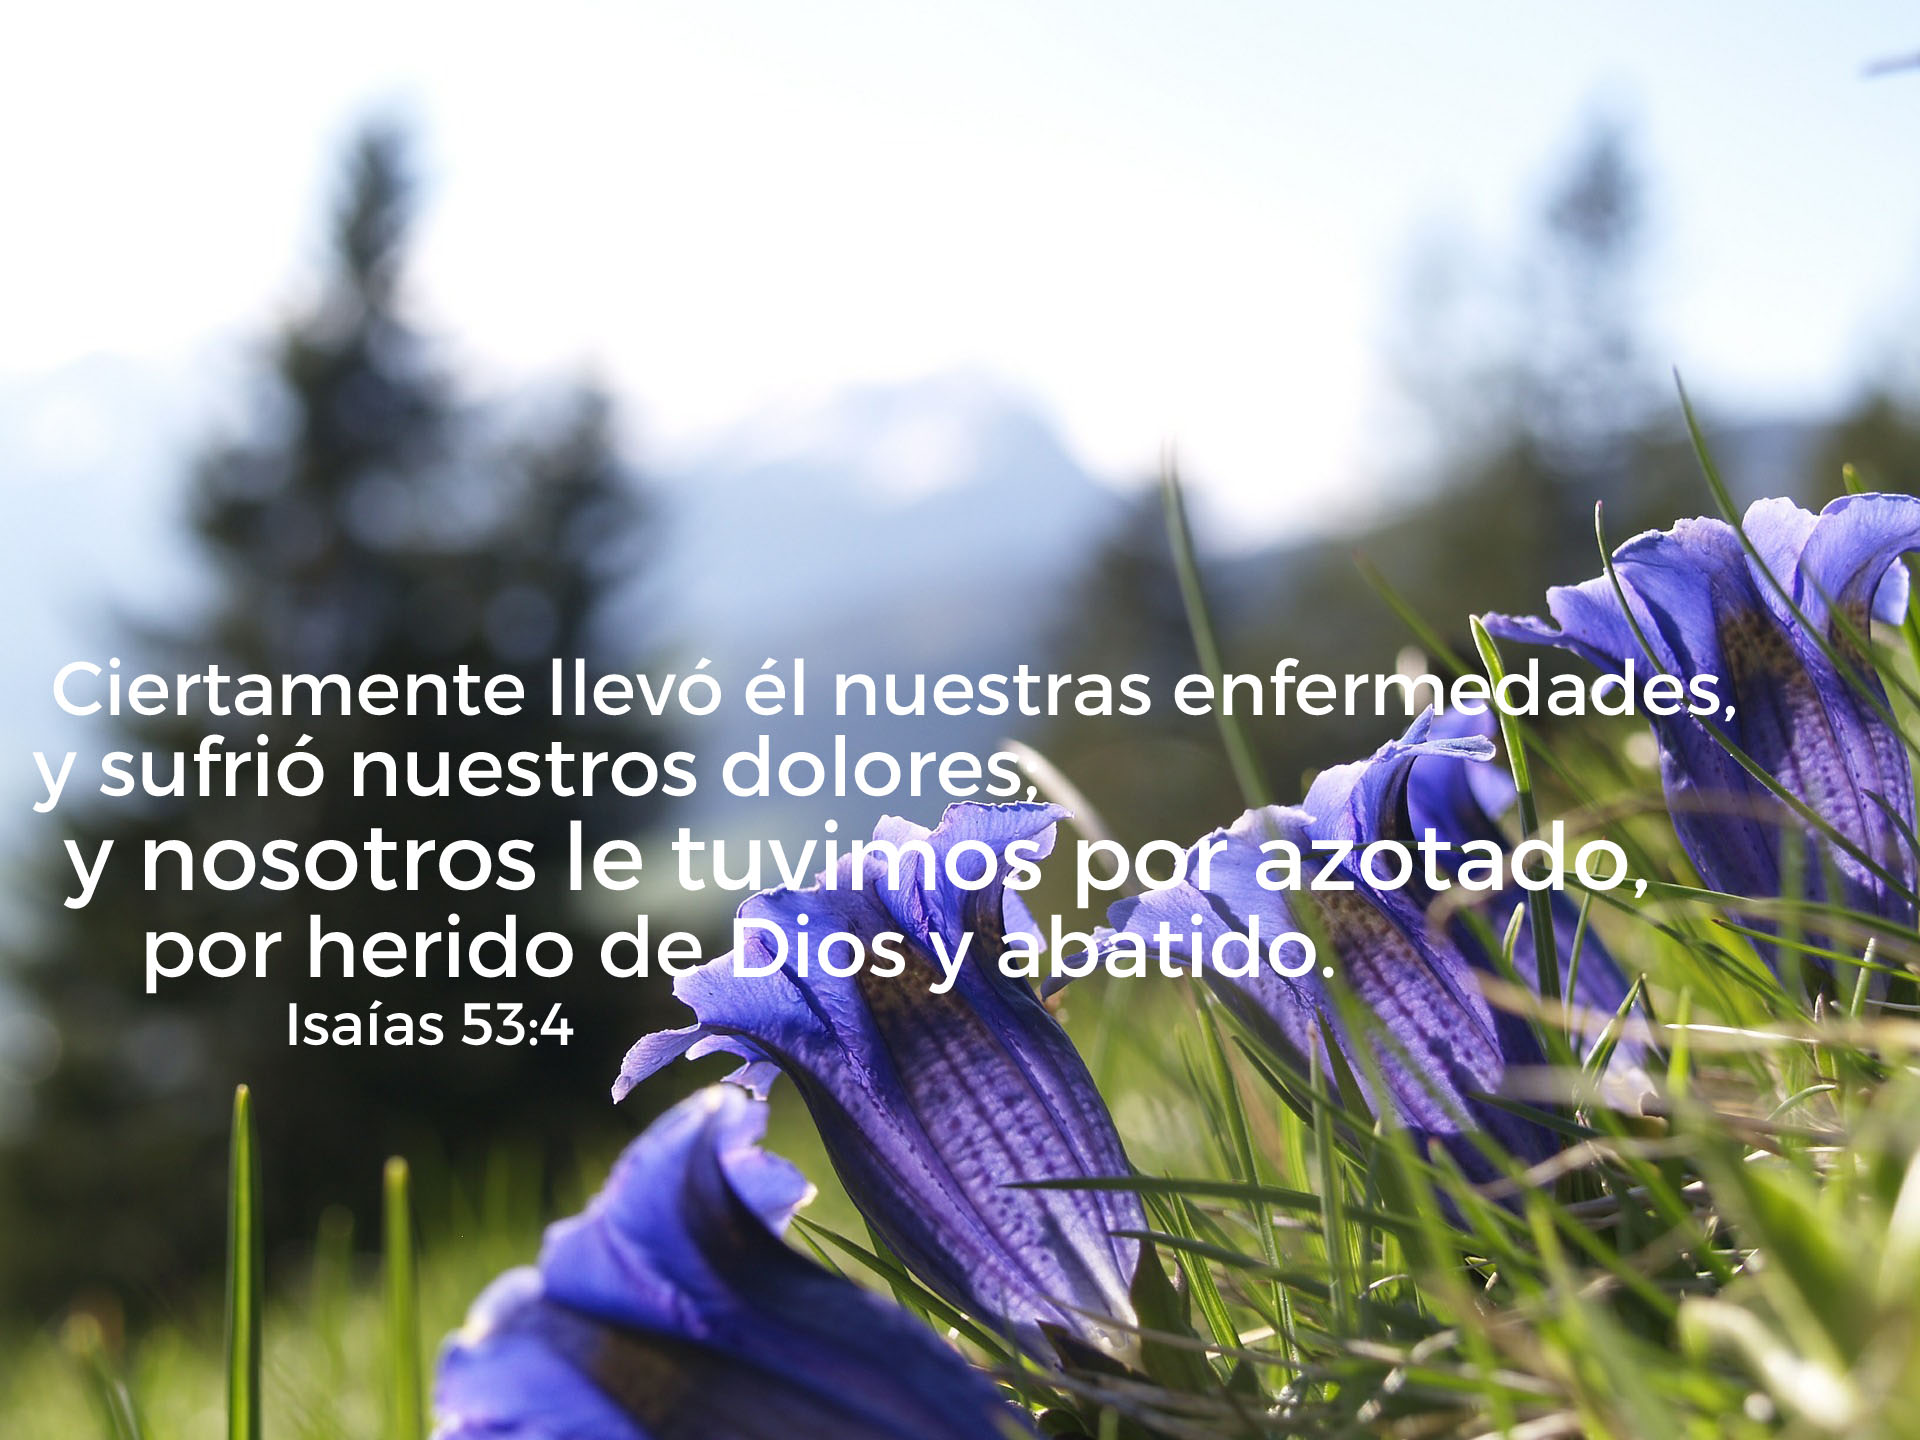 Ciertamente llevó él nuestras enfermedades,
y sufrió nuestros dolores;
y nosotros le tuvimos por azotado,
por herido de Dios y abatido.
Isaías 53:4